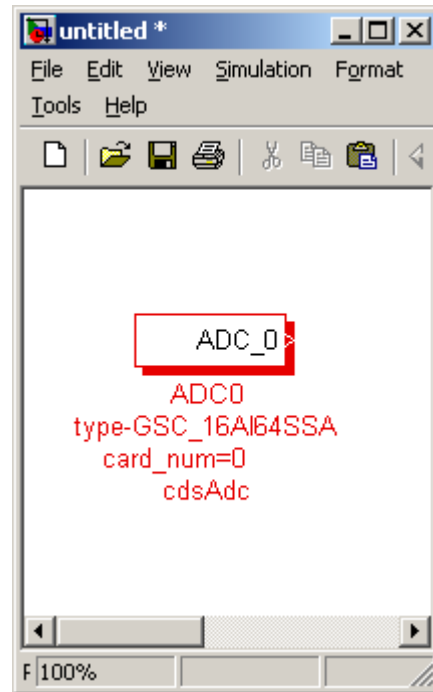 untitled *
File Edit View Simulation Format
Tools Help
ADC_0
ADC0
type-GSC_16AI64SSA
card_num=0
cdsAdc
F 100%